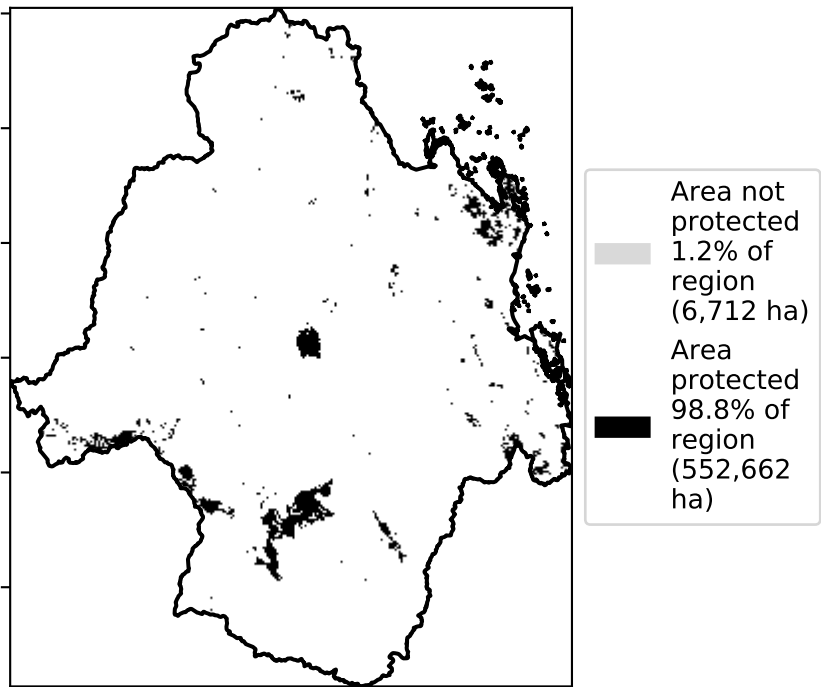 Area not
protected
1.2% of
region
(6,712 ha)
Area
protected
98.8% of
region
(552,662
ha)